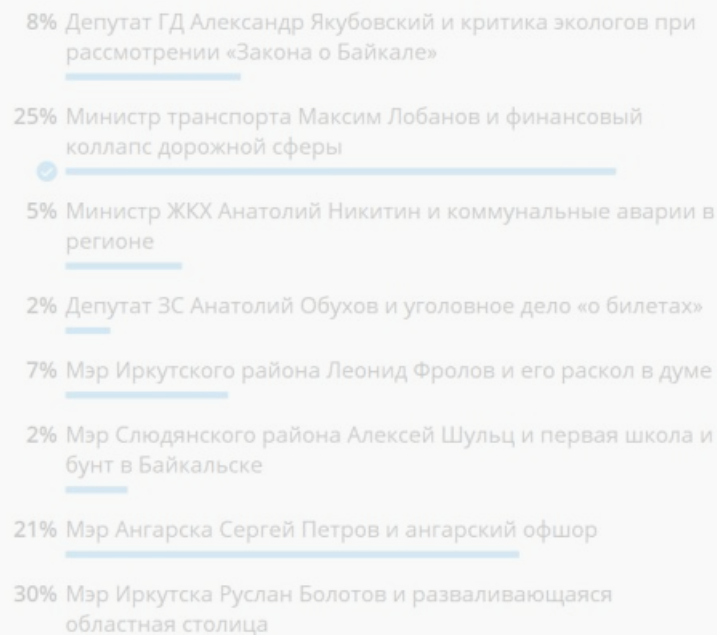 8% Депутат ГД Александр Якубовский и критика экологов при
рассмотрении «Закона о Байкале»
25% Министр транспорта Максим Лобанов и финансовый
коллапс дорожной сферы
5% Министр ЖКХ Анатолий Никитин и коммунальные аварии в
регионе
2% Депутат ЗС Анатолий Обухов и уголовное дело «о билетах»
7% Мэр Иркутского района Леонид Фролов и его раскол в думе
2% Мэр Слюдянского района Алексей Шульц и первая школа и
бунт в Байкальске
21% Мэр Ангарска Сергей Петров и ангарский офшор
30% Мэр Иркутска Руслан Болотов и разваливающаяся
областная столица